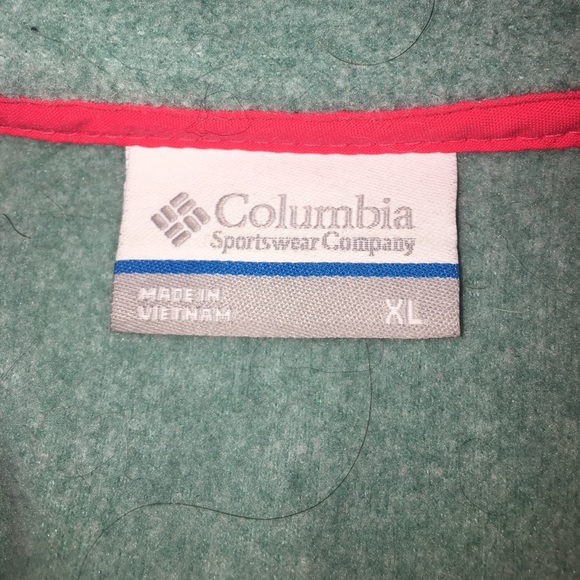 Columbia
Sportswear Company
MADE IN
VIETNAM
XL